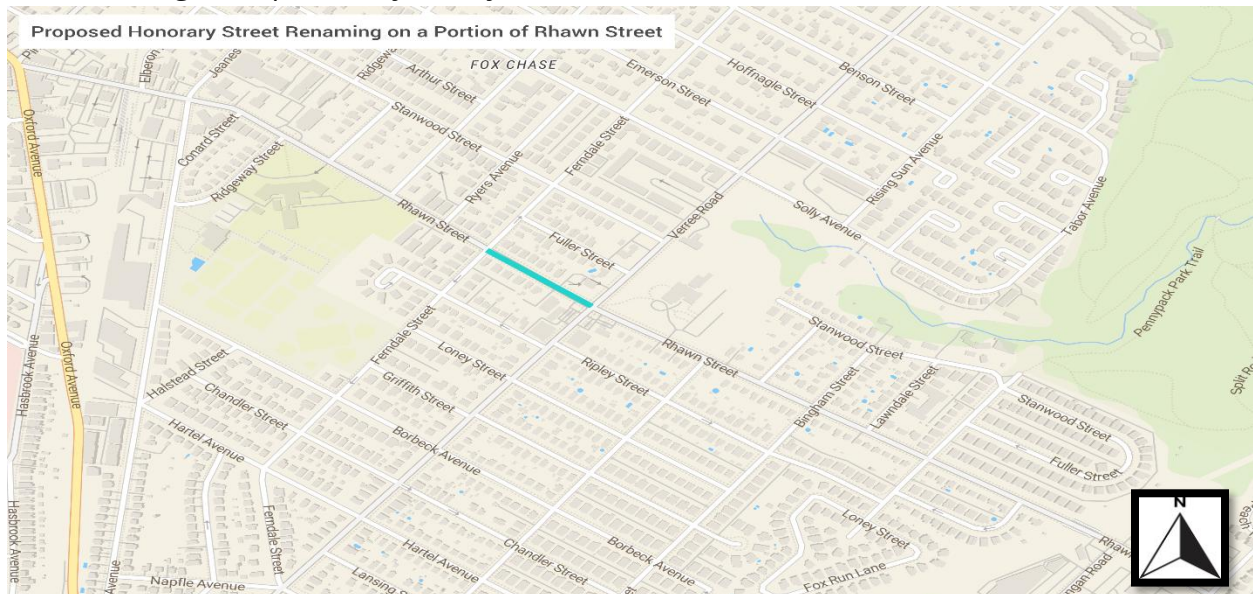 Proposed Honorary Street Renaming on a Portion of Rhawn Street
FOX CHASE
Elberon
Jeanes
Ridgeway
Arthur Street
Emerson Street
Hoffnagle Street
Benson Street
Oxford Avenue
Conard Street
Ridgeway Street
Stanwood Street
Ryers Avenue
Ferndale Street
Rhawn Street
Fuller Street
Verree Road
Solly Avenue
Rising Sun Avenue
Tabor Avenue
Pennypack Park Trail
Hasbrook Avenue
Oxford Avenue
Halstead Street
Ferndale Street
Loney Street
Ripley Street
Rhawn Street
Stanwood Street
Bingham Street
Lawndale Street
Stanwood Street
Fuller Street
Chandler Street
Griffith Street
Hartel Avenue
Borbeck Avenue
Hasbrook Avenue
Ferndale Street
Avenue
Napfle Avenue
Lansing
Hartel Avenue
Chandler Street
Borbeck Avenue
Loney Street
Fox Run Lane
N